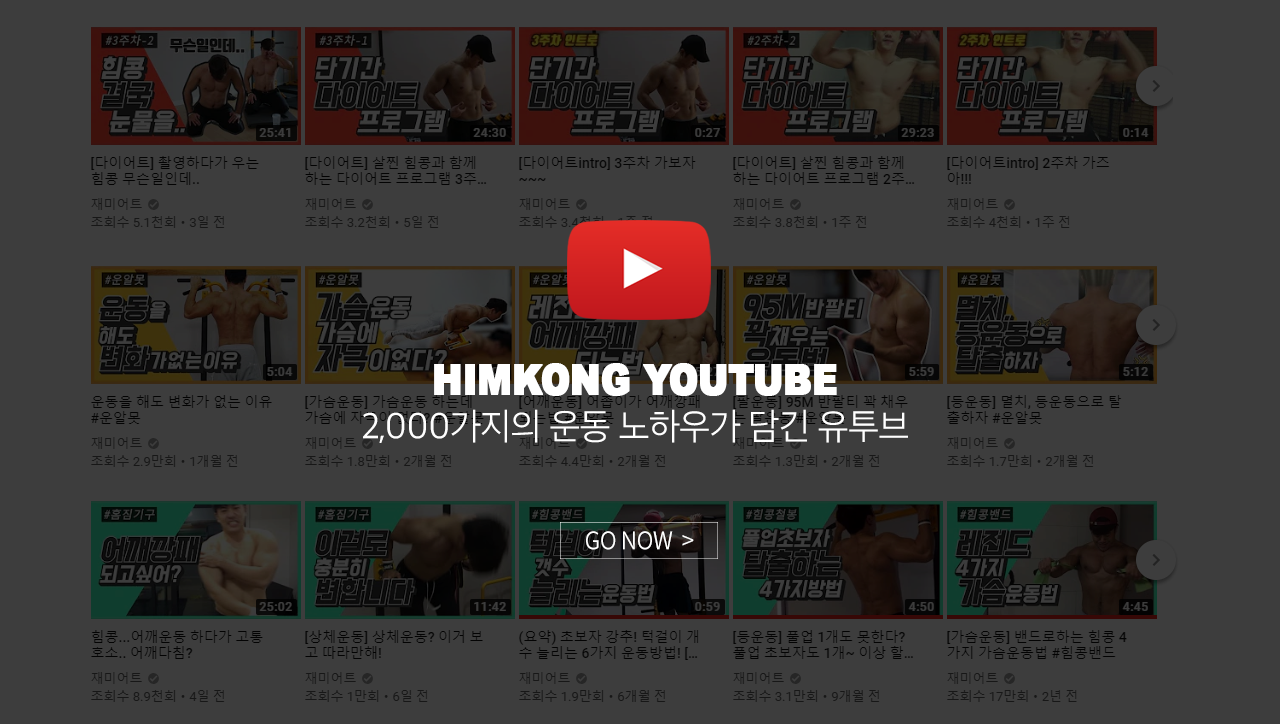 #3주차-2
무슨일인데..
힘콩
결국
눈물을..
25:41
#3주차-1
단기간
다이어트
프로그램
24:30
3주차 인트로
단기간
다이어트
프로그램
0:27
#2주차-2
단기간
다이어트
프로그램
29:23
2주차 인트로
단기간
다이어트
프로그램
0:14
[다이어트] 촬영하다가 우는
힘콩 무슨일인데..
재미어트
조회수 5.1천회 • 3일 전
[다이어트] 살찐 힘콩과 함께
하는 다이어트 프로그램 3주...
재미어트
조회수 3.2천회 • 5일 전
[다이어트intro] 3주차 가보자
~~~
재미어트
조회수 3.4천회 • 1주 전
[다이어트] 살찐 힘콩과 함께
하는 다이어트 프로그램 2주...
재미어트
조회수 3.8천회 • 1주 전
[다이어트intro] 2주차 가즈
아!!!
재미어트
조회수 4천회 • 1주 전
#운알못
운동을
해도
변화가없는이유
5:04
#운알못
가슴운동
가슴에
자극이없다?
#운알못
레전
어깨깡패
되는법
#운알못
95M반팔티
꽉채우는
운동법
5:59
#운알못
멸치,
등운동으로
탈출하자
5:12
HIMKONG YOUTUBE
2,000가지의 운동 노하우가 담긴 유투브
운동을 해도 변화가 없는 이유
#운알못
재미어트
조회수 2.9만회 • 1개월 전
[가슴운동] 가슴운동 하는데
가슴에 자
재미어트
조회수 1.8만회 • 2개월 전
[어깨운동] 어좁이가 어깨깡패
재미어트
조회수 4.4만회 • 2개월 전
[팔운동] 95M 반팔티 꽉 채우
재미어트
조회수 1.3만회 • 2개월 전
[등운동] 멸치, 등운동으로 탈
출하자 #운알못
재미어트
조회수 1.7만회 • 2개월 전
GO NOW >
#홈짐기구
어깨깡패
되고싶어?
25:02
#홈짐기구
이걸로
충분히
변합니다
11:42
#힘콩밴드
턱걸이
갯수
늘리는운동법
0:59
#힘콩철봉
풀업초보자
탈출하는
4가지방법
4:50
#힘콩밴드
레전드
4가지
가슴운동법
4:45
힘콩...어깨운동 하다가 고통
호소.. 어깨다침?
재미어트
조회수 8.9천회 • 4일 전
[상체운동] 상체운동? 이거 보
고 따라만해!
재미어트
조회수 1만회 • 6일 전
(요약) 초보자 강추! 턱걸이 개
수 늘리는 6가지 운동방법! [...
재미어트
조회수 1.9만회 • 6개월 전
[등운동] 풀업 1개도 못한다?
풀업 초보자도 1개~ 이상 할...
재미어트
조회수 3.1만회 • 9개월 전
[가슴운동] 밴드로하는 힘콩 4
가지 가슴운동법 #힘콩밴드
재미어트
조회수 17만회 • 2년 전